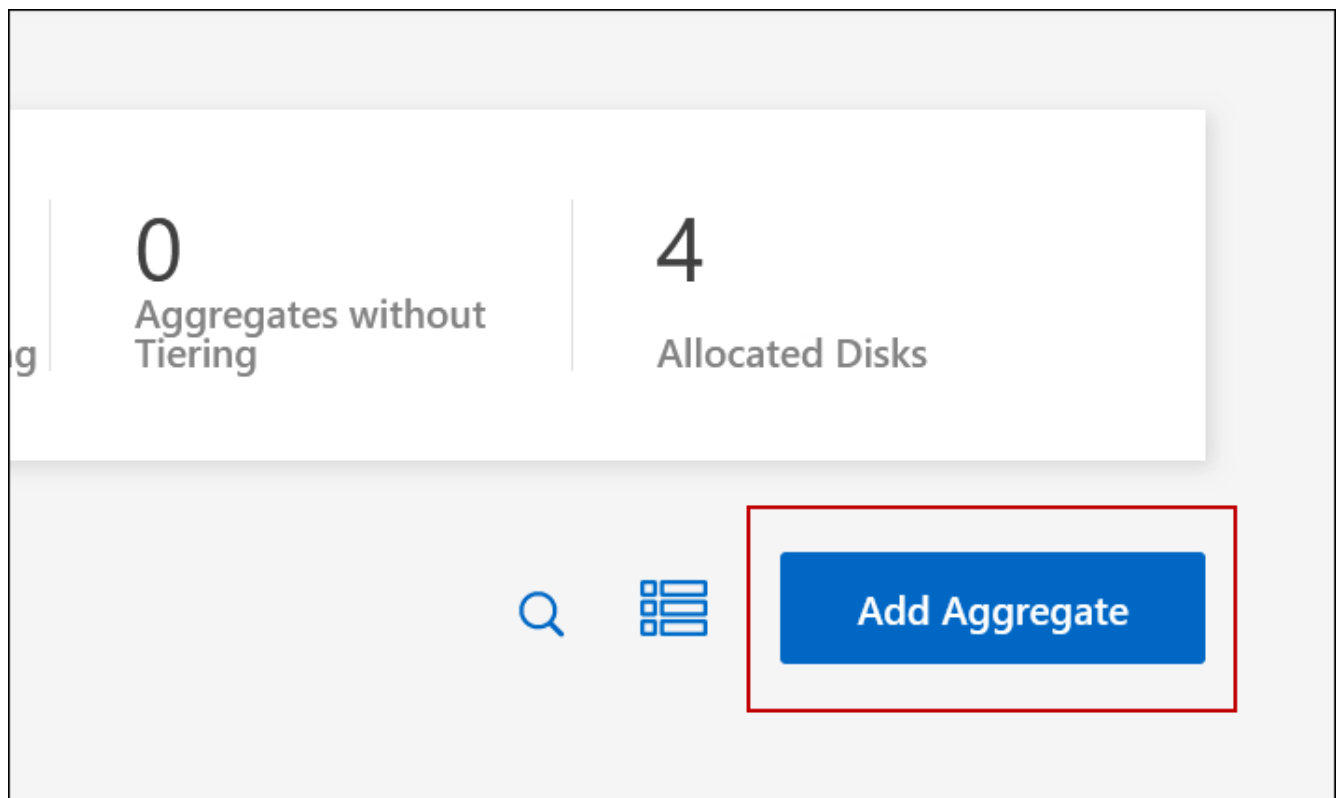 0
Aggregates without
Tiering
4
Allocated Disks
Add Aggregate